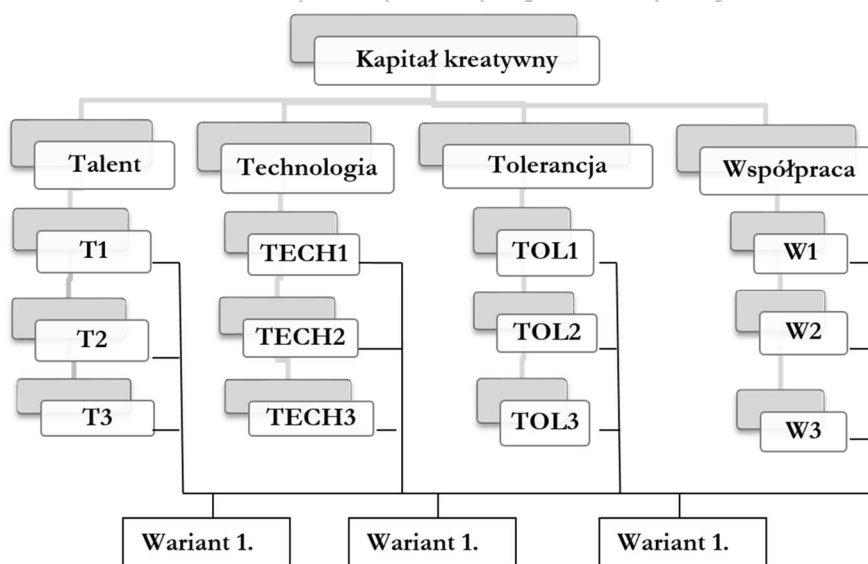 Kapitał kreatywny
Talent
Technologia
Tolerancja
Współpraca
T1
TECH1
TOL1
W1
T2
TECH2
TOL2
W2
T3
TECH3
TOL3
W3
Wariant 1.
Wariant 1.
Wariant 1.